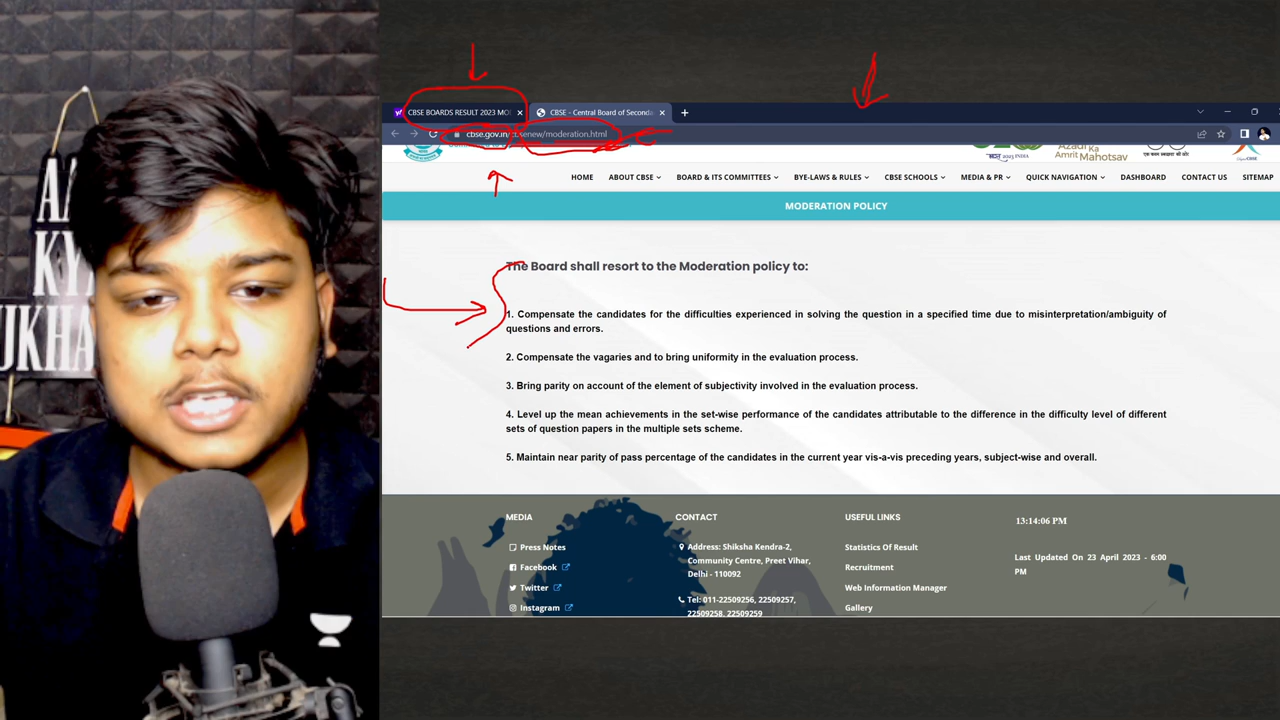 AA
KY
UKHA
CBSE BOARDS RESULT 2023 MO
CBSE - Central Board of Seconda
cbse.gov.in/cbsenew/moderation.html
Azadi Ka
Amrit Mahotsav
HOME ABOUT CBSE BOARD & ITS COMMITTEES BYE-LAWS & RULES CBSE SCHOOLS MEDIA & PR QUICK NAVIGATION DASHBOARD CONTACT US SITEMAP
MODERATION POLICY
The Board shall resort to the Moderation policy to:
1. Compensate the candidates for the difficulties experienced in solving the question in a specified time due to misinterpretation/ambiguity of
questions and errors.
2. Compensate the vagaries and to bring uniformity in the evaluation process.
3. Bring parity on account of the element of subjectivity involved in the evaluation process.
4. Level up the mean achievements in the set-wise performance of the candidates attributable to the difference in the difficulty level of different
sets of question papers in the multiple sets scheme.
5. Maintain near parity of pass percentage of the candidates in the current year vis-a-vis preceding years, subject-wise and overall.
MEDIA
Press Notes
Facebook
Twitter
Instagram
CONTACT
Address: Shiksha Kendra-2,
Community Centre, Preet Vihar,
Delhi - 110092
Tel: 011-22509256, 22509257,
22509258, 22509259
USEFUL LINKS
Statistics Of Result
Recruitment
Web Information Manager
Gallery
13:14:06 PM
Last Updated On 23 April 2023 - 6:00
PM